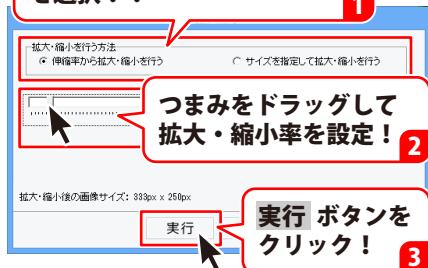 を選択！！
1
拡大・縮小を行う方法
伸縮率から拡大・縮小を行う
サイズを指定して拡大・縮小を行う
つまみをドラッグして
拡大・縮小率を設定！
2
拡大・縮小後の画像サイズ: 333px x 250px
実行
実行 ボタンを
クリック！
3